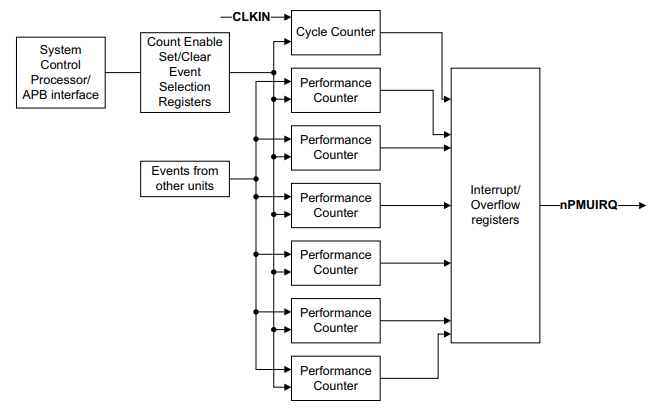 CLKIN
Cycle Counter
System
Control
Processor/
APB interface
Count Enable
Set/Clear
Event
Selection
Registers
Performance
Counter
Performance
Counter
Events from
other units
Performance
Counter
Interrupt/
Overflow
registers
nPMUIRQ
Performance
Counter
Performance
Counter
Performance
Counter